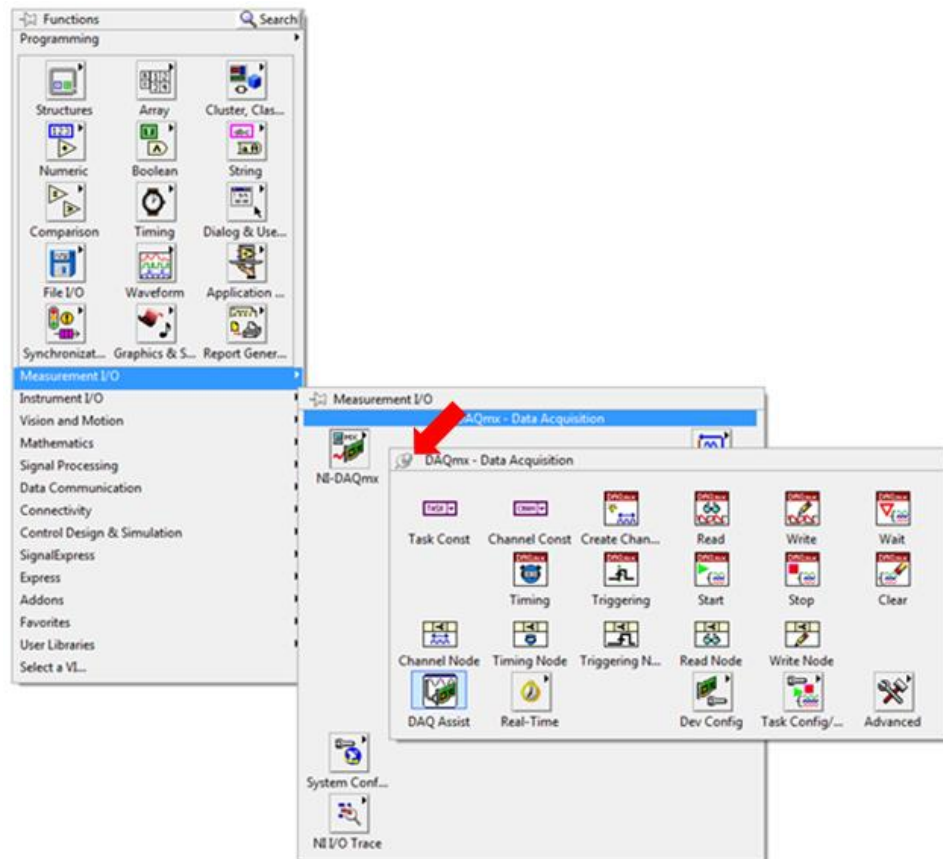 Functions Search
Programming
Structures Array Cluster, Clas...
Numeric Boolean String
Comparison Timing Dialog & Use...
File I/O Waveform Application ...
Synchronizat... Graphics & S... Report Gener...
Measurement I/O
Instrument I/O
Vision and Motion
Mathematics
Signal Processing
Data Communication
Connectivity
Control Design & Simulation
SignalExpress
Express
Addons
Favorites
User Libraries
Select a VI...
Measurement I/O
DAQmx - Data Acquisition
NI-DAQmx
System Conf...
NI I/O Trace
DAQmx - Data Acquisition
Task Const Channel Const Create Chan... Read Write Wait
Timing Triggering Start Stop Clear
Channel Node Timing Node Triggering N... Read Node Write Node
DAQ Assist Real-Time Dev Config Task Config/... Advanced